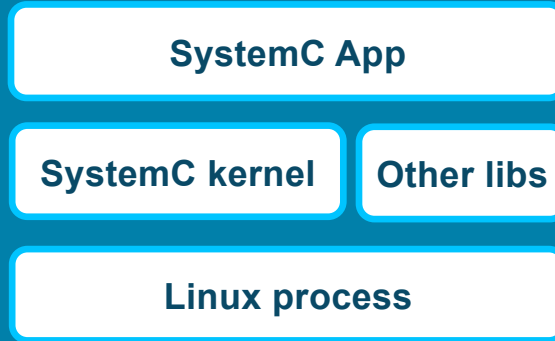 SystemC App
SystemC kernel
Other libs
Linux process